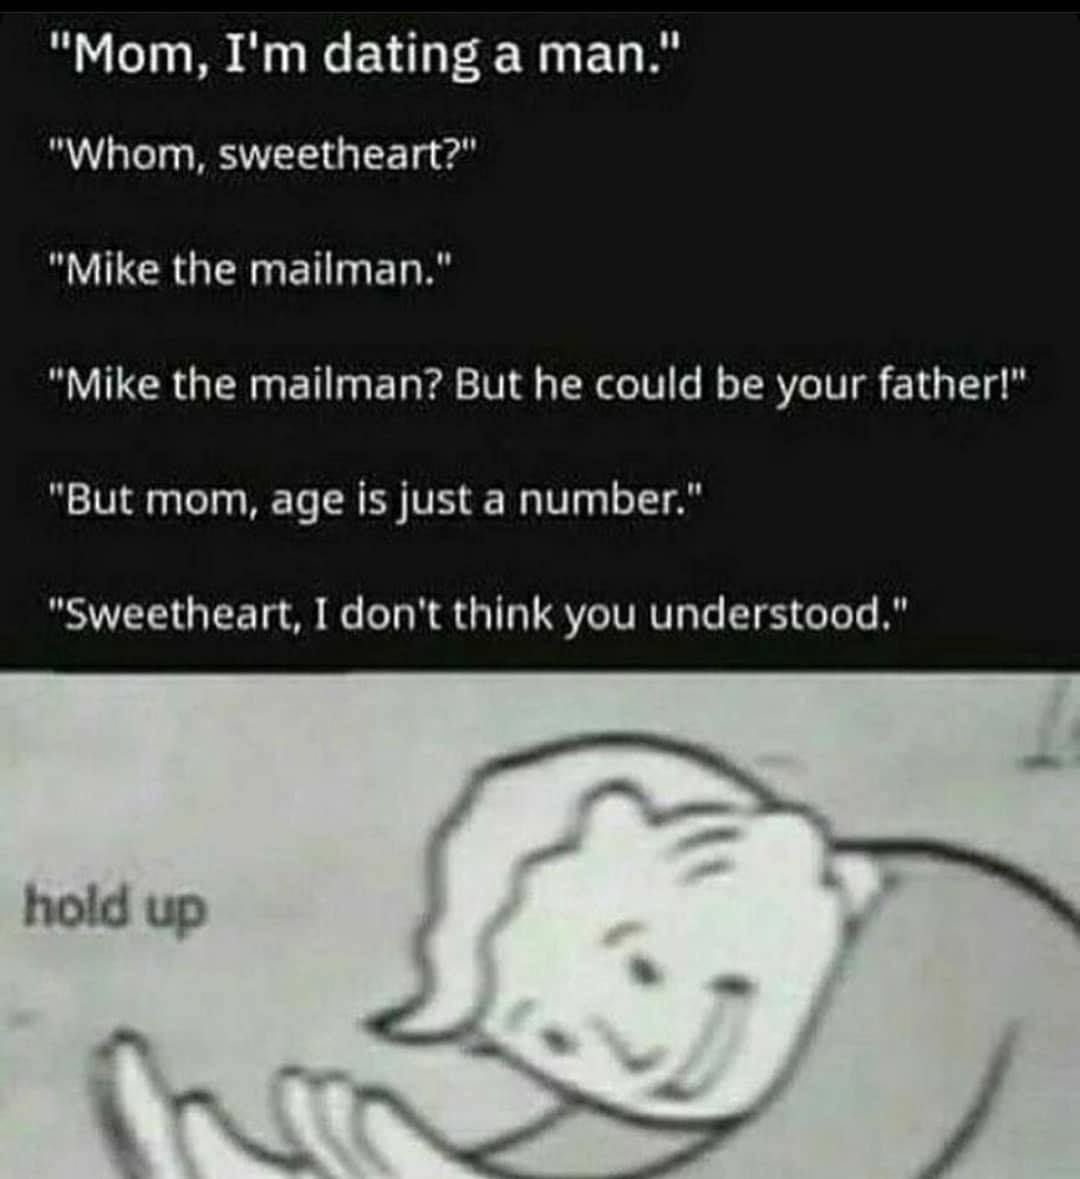 "Mom, I'm dating a man."
"Whom, sweetheart?"
"Mike the mailman."
"Mike the mailman? But he could be your father!"
"But mom, age is just a number."
"Sweetheart, I don't think you understood."
hold up